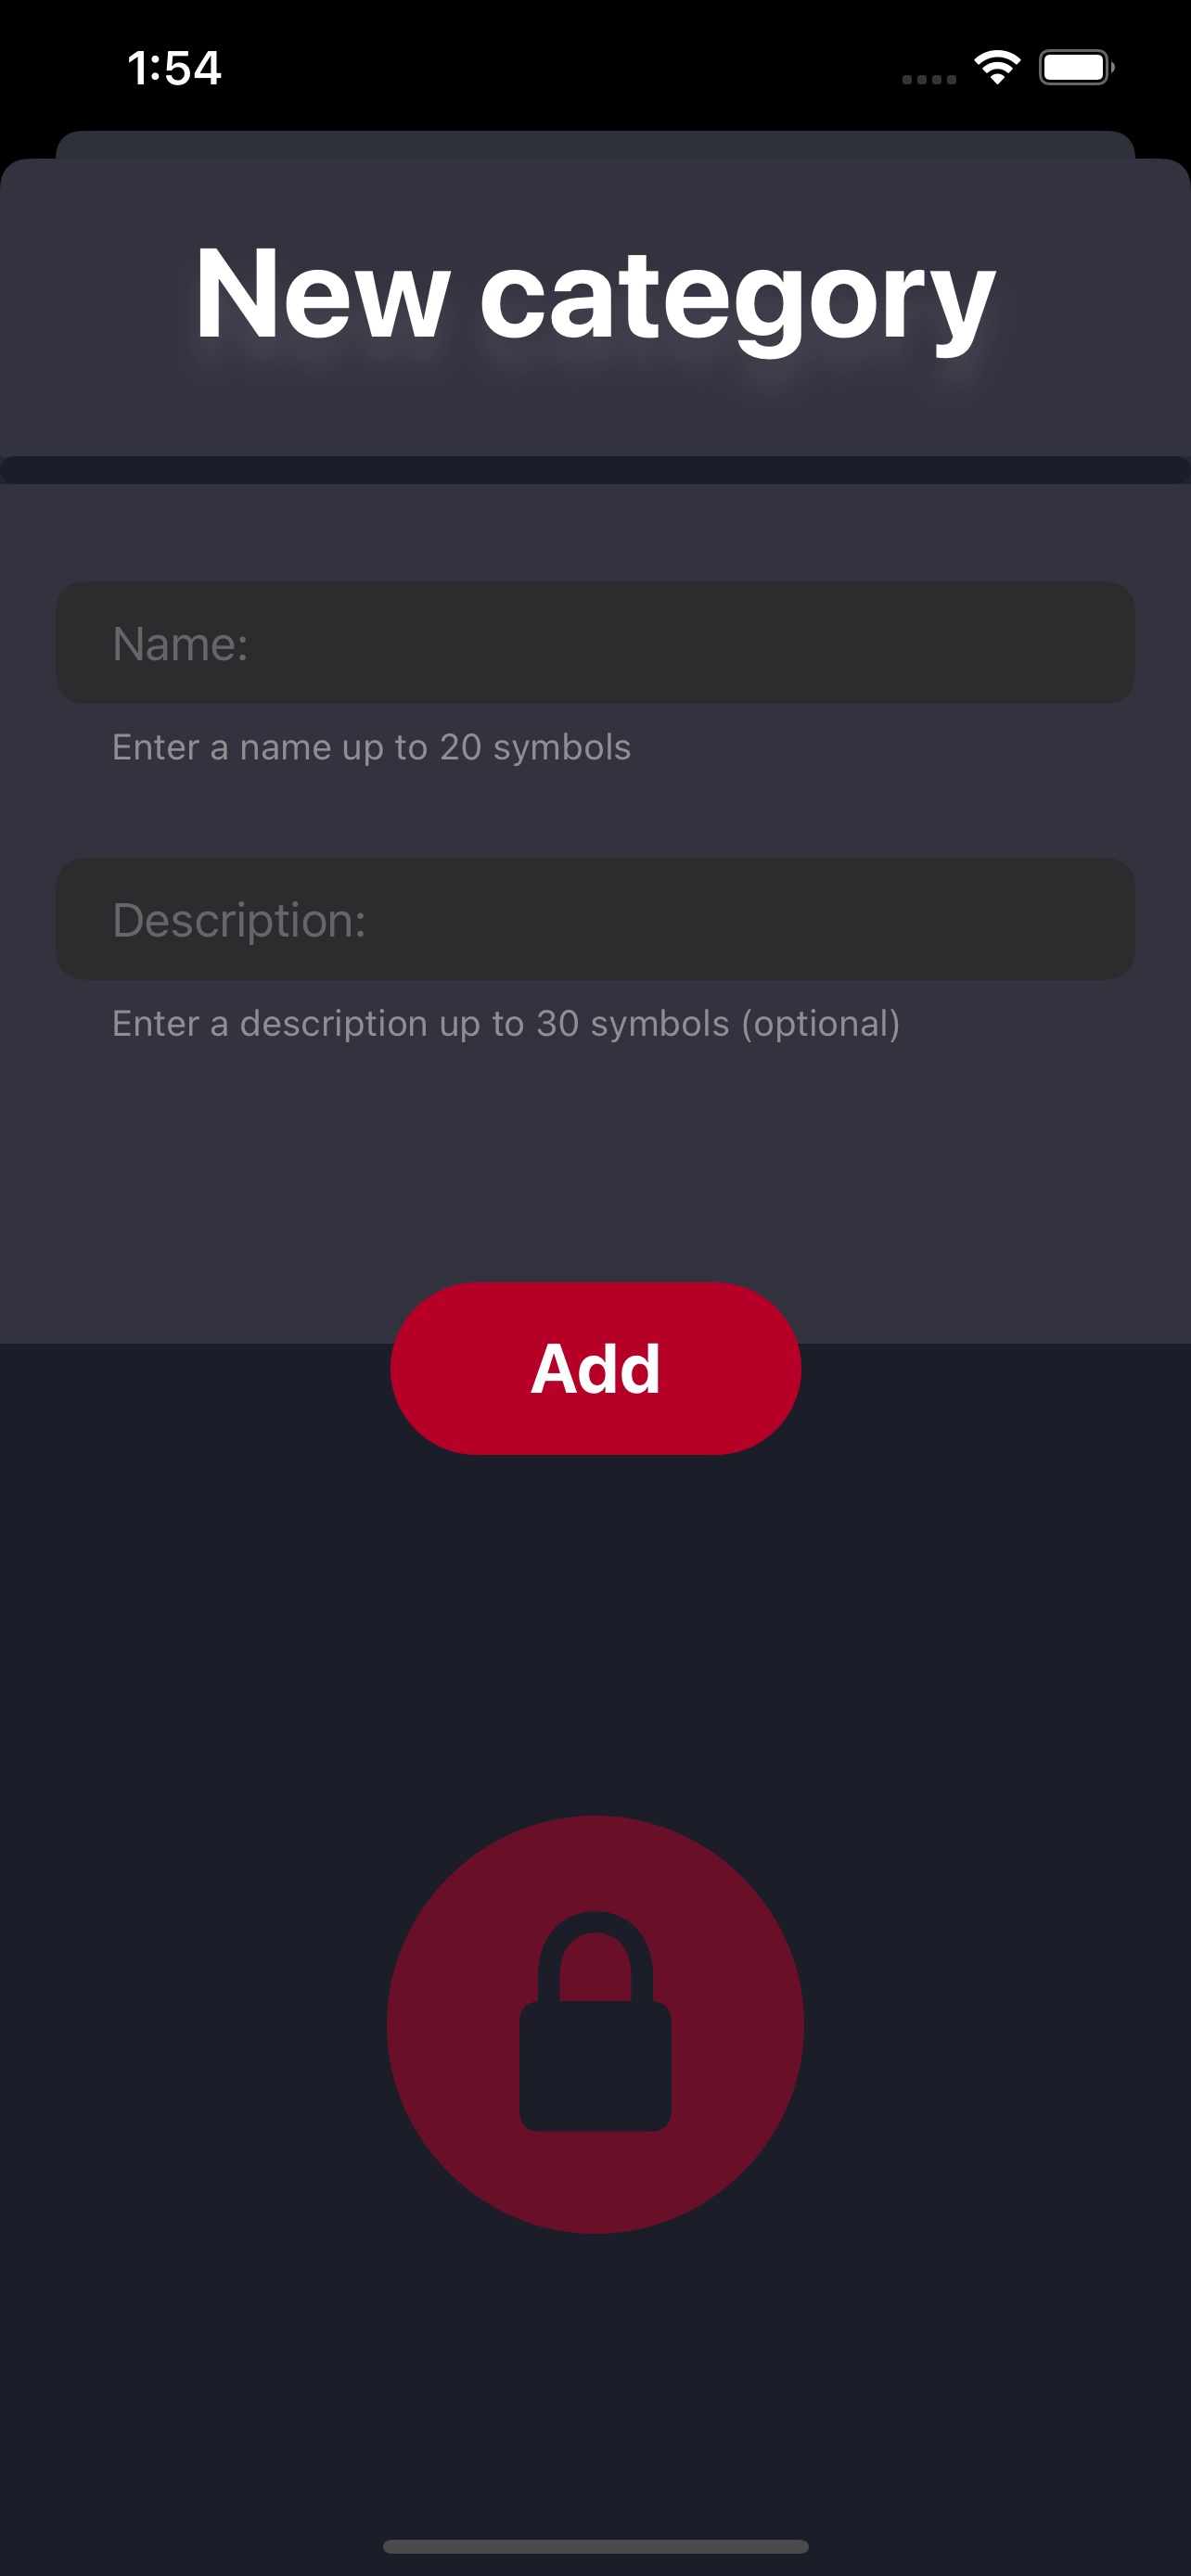 1:54
New category
Name:
Enter a name up to 20 symbols
Description:
Enter a description up to 30 symbols (optional)
Add